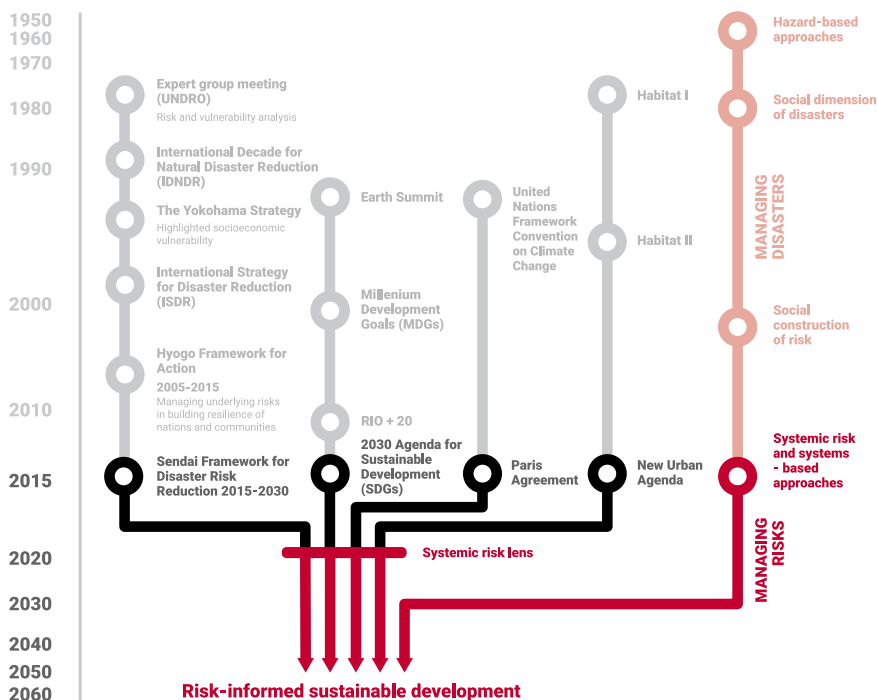 1950
1960
1970
1980
1990
2000
2010
2015
2020
2030
2040
2050
2060
Expert group meeting
(UNDRO)
Risk and vulnerability analysis
International Decade for
Natural Disaster Reduction
(IDNDR)
The Yokohama Strategy
Highlighted socioeconomic
vulnerability
International Strategy
for Disaster Reduction
(ISDR)
Hyogo Framework for
Action
2005-2015
Managing underlying risks
in building resilience of
nations and communities
Sendai Framework for
Disaster Risk
Reduction 2015-2030
Earth Summit
Millenium
Development
Goals (MDGs)
RIO + 20
2030 Agenda for
Sustainable
Development
(SDGs)
United
Nations
Framework
Convention
on Climate
Change
Paris
Agreement
Habitat I
Habitat II
New Urban
Agenda
Hazard-based
approaches
Social dimension
of disasters
MANAGING
DISASTERS
Social
construction
of risk
Systemic risk
and systems
- based
approaches
MANAGING
RISKS
Systemic risk lens
Risk-informed sustainable development